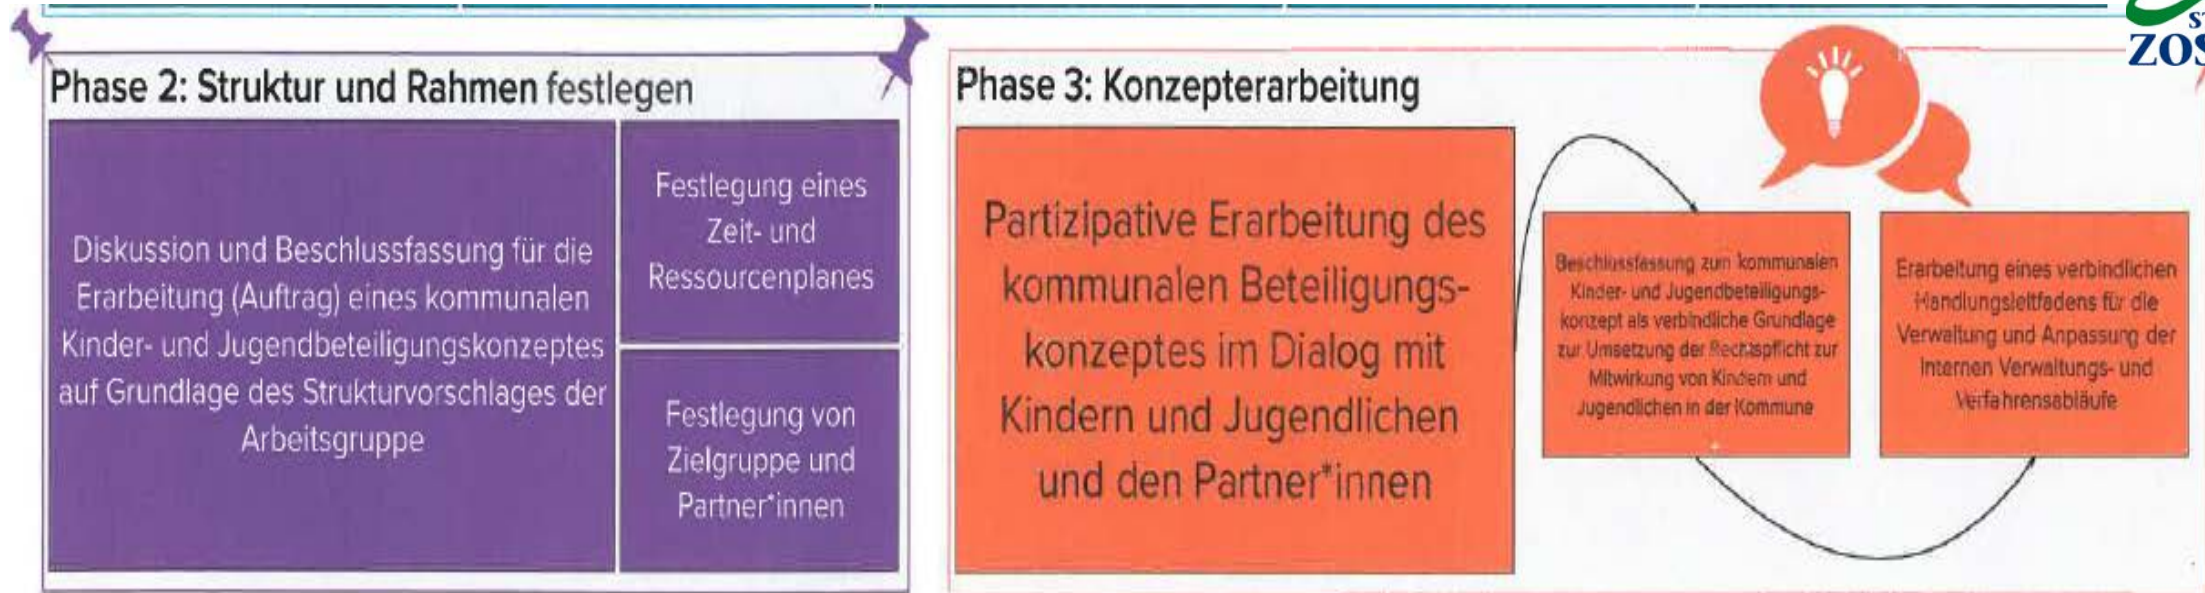 Phase 2: Struktur und Rahmen festlegen
Diskussion und Beschlussfassung für die
Erarbeitung (Auftrag) eines kommunalen
Kinder- und Jugendbeteiligungskonzeptes
auf Grundlage des Strukturvorschlages der
Arbeitsgruppe
Festlegung eines
Zeit- und
Ressourcenplanes
Festlegung von
Zielgruppe und
Partner*innen
Phase 3: Konzepterarbeitung
Partizipative Erarbeitung des
kommunalen Beteiligungs-
konzeptes im Dialog mit
Kindern und Jugendlichen
und den Partner*innen
Beschlussfassung zum kommunalen
Kinder- und Jugendbeteiligungs-
konzept als verbindliche Grundlage
zur Umsetzung der Rechtspflicht zur
Mitwirkung von Kindern und
Jugendlichen in der Kommune
Erarbeitung eines verbindlichen
Handlungsleitfadens für die
Verwaltung und Anpassung der
internen Verwaltungs- und
Verfahrensabläufe